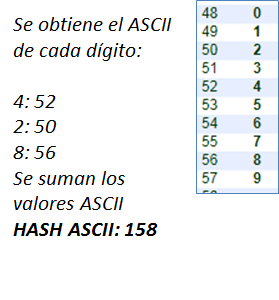 Se obtiene el ASCII
de cada dígito:
4: 52
2: 50
8: 56
Se suman los
valores ASCII
HASH ASCII: 158
48 0
49 1
50 2
51 3
52 4
53 5
54 6
55 7
56 8
57 9